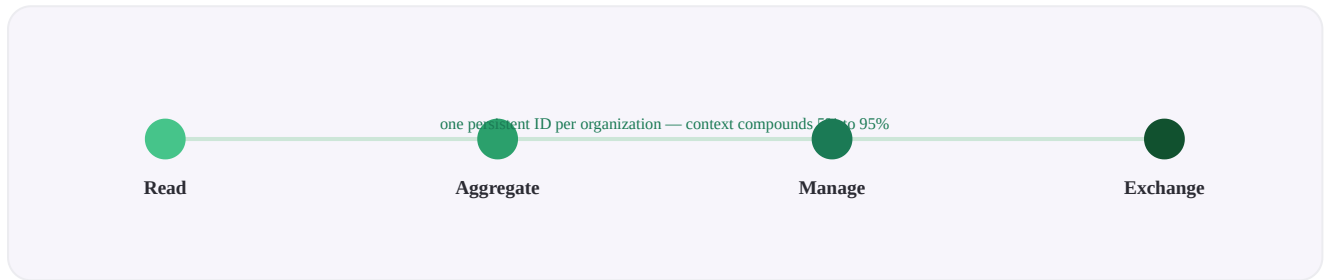 one persistent ID per organization — context compounds to 95%
Read
Aggregate
Manage
Exchange